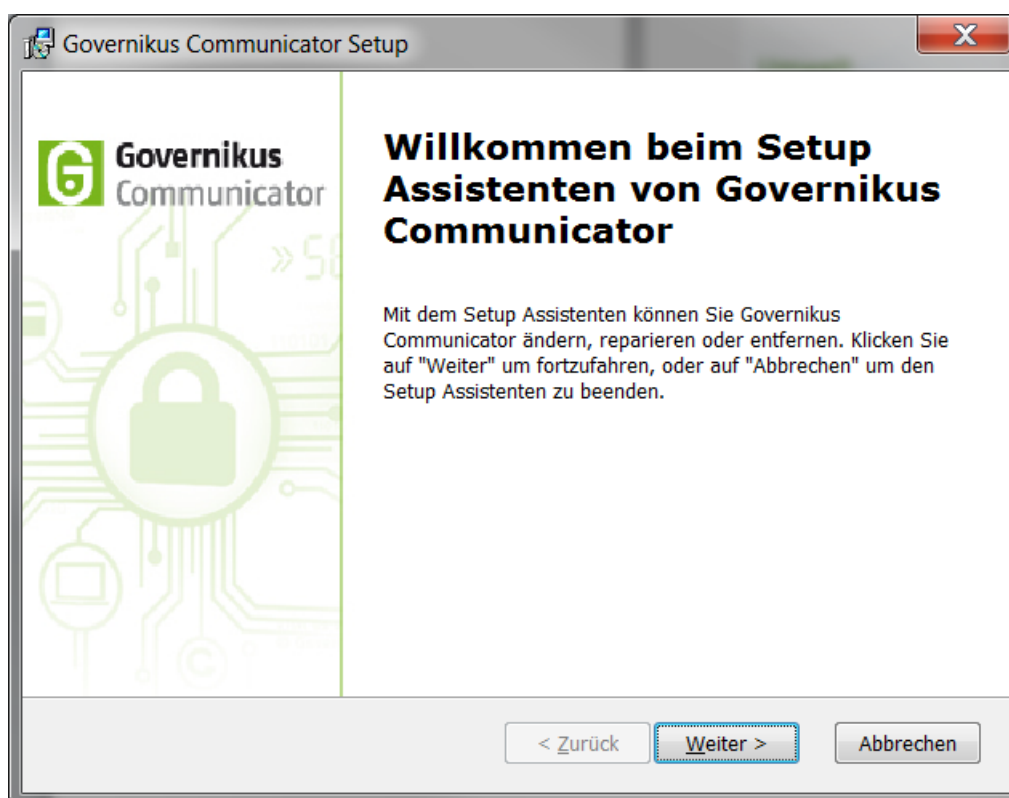 Governikus Communicator Setup
Governikus
Communicator
Willkommen beim Setup
Assistenten von Governikus
Communicator
Mit dem Setup Assistenten können Sie Governikus
Communicator ändern, reparieren oder entfernen. Klicken Sie
auf "Weiter" um fortzufahren, oder auf "Abbrechen" um den
Setup Assistenten zu beenden.
< Zurück
Weiter >
Abbrechen